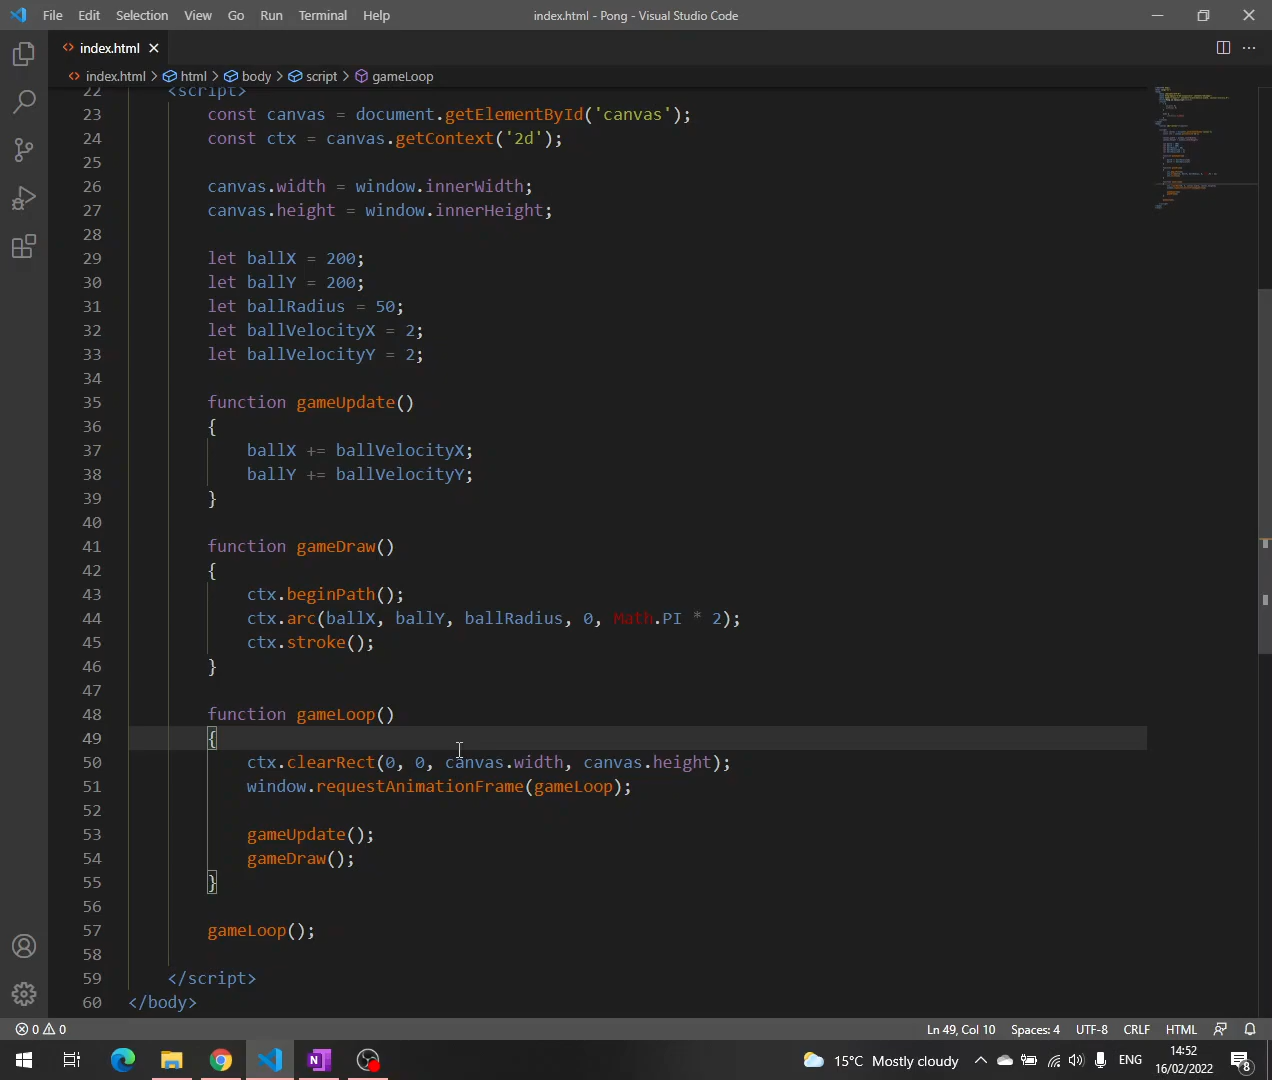 File Edit Selection View Go Run Terminal Help index.html - Pong - Visual Studio Code
index.html
index.html > html > body > script > gameLoop
22 <script>
23 const canvas = document.getElementById('canvas');
24 const ctx = canvas.getContext('2d');
25
26 canvas.width = window.innerWidth;
27 canvas.height = window.innerHeight;
28
29 let ballX = 200;
30 let ballY = 200;
31 let ballRadius = 50;
32 let ballVelocityX = 2;
33 let ballVelocityY = 2;
34
35 function gameUpdate()
36 {
37 ballX += ballVelocityX;
38 ballY += ballVelocityY;
39 }
40
41 function gameDraw()
42 {
43 ctx.beginPath();
44 ctx.arc(ballX, ballY, ballRadius, 0, Math.PI * 2);
45 ctx.stroke();
46 }
47
48 function gameLoop()
49 {
50 ctx.clearRect(0, 0, canvas.width, canvas.height);
51 window.requestAnimationFrame(gameLoop);
52
53 gameUpdate();
54 gameDraw();
55 }
56
57 gameLoop();
58
59 </script>
60 </body>
0 0 Ln 49, Col 10 Spaces: 4 UTF-8 CRLF HTML
15°C Mostly cloudy ENG 14:52
16/02/2022
8